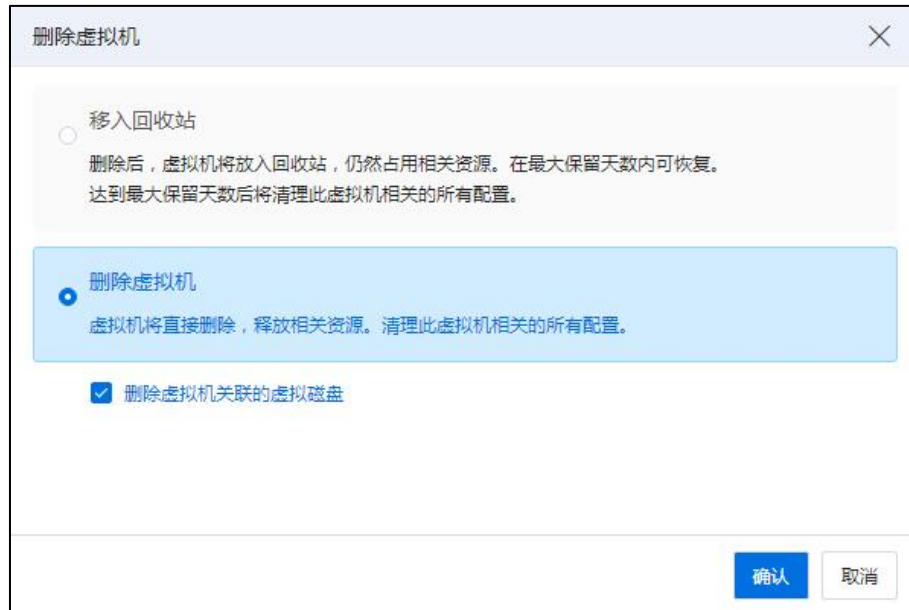 删除虚拟机
移入回收站
删除后，虚拟机将放入回收站，仍然占用相关资源。在最大保留天数内可恢复。
达到最大保留天数后将清理此虚拟机相关的所有配置。
删除虚拟机
虚拟机将直接删除，释放相关资源。清理此虚拟机相关的所有配置。
删除虚拟机关联的虚拟磁盘
确认
取消